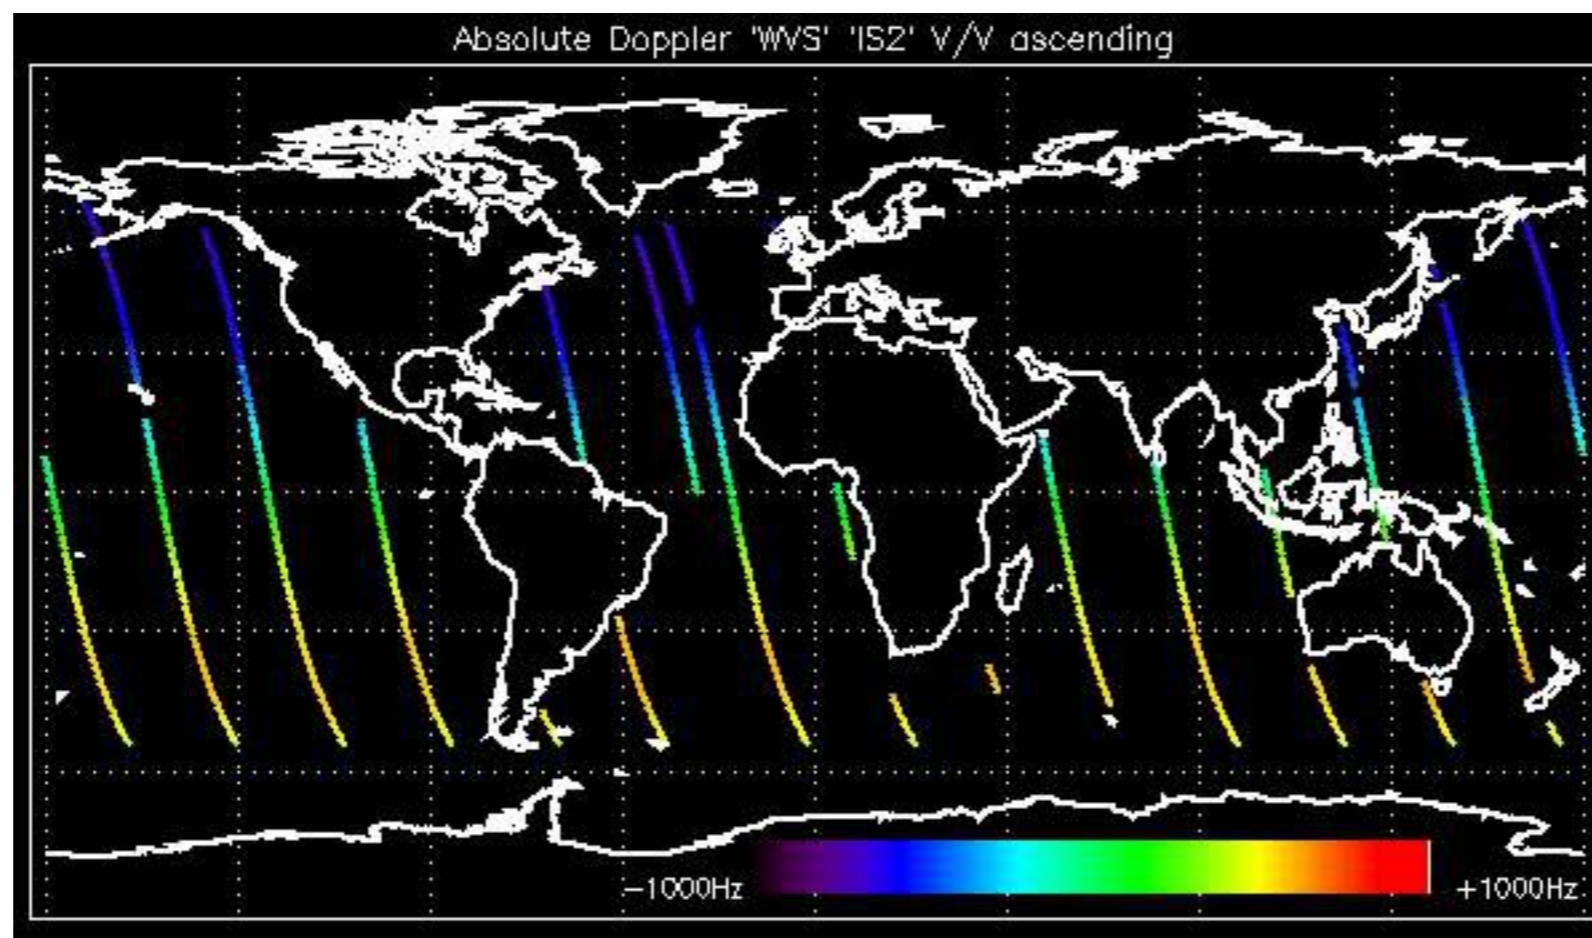 Absolute Doppler 'WVS' 'IS2' V/V ascending
-1000Hz
+1000Hz